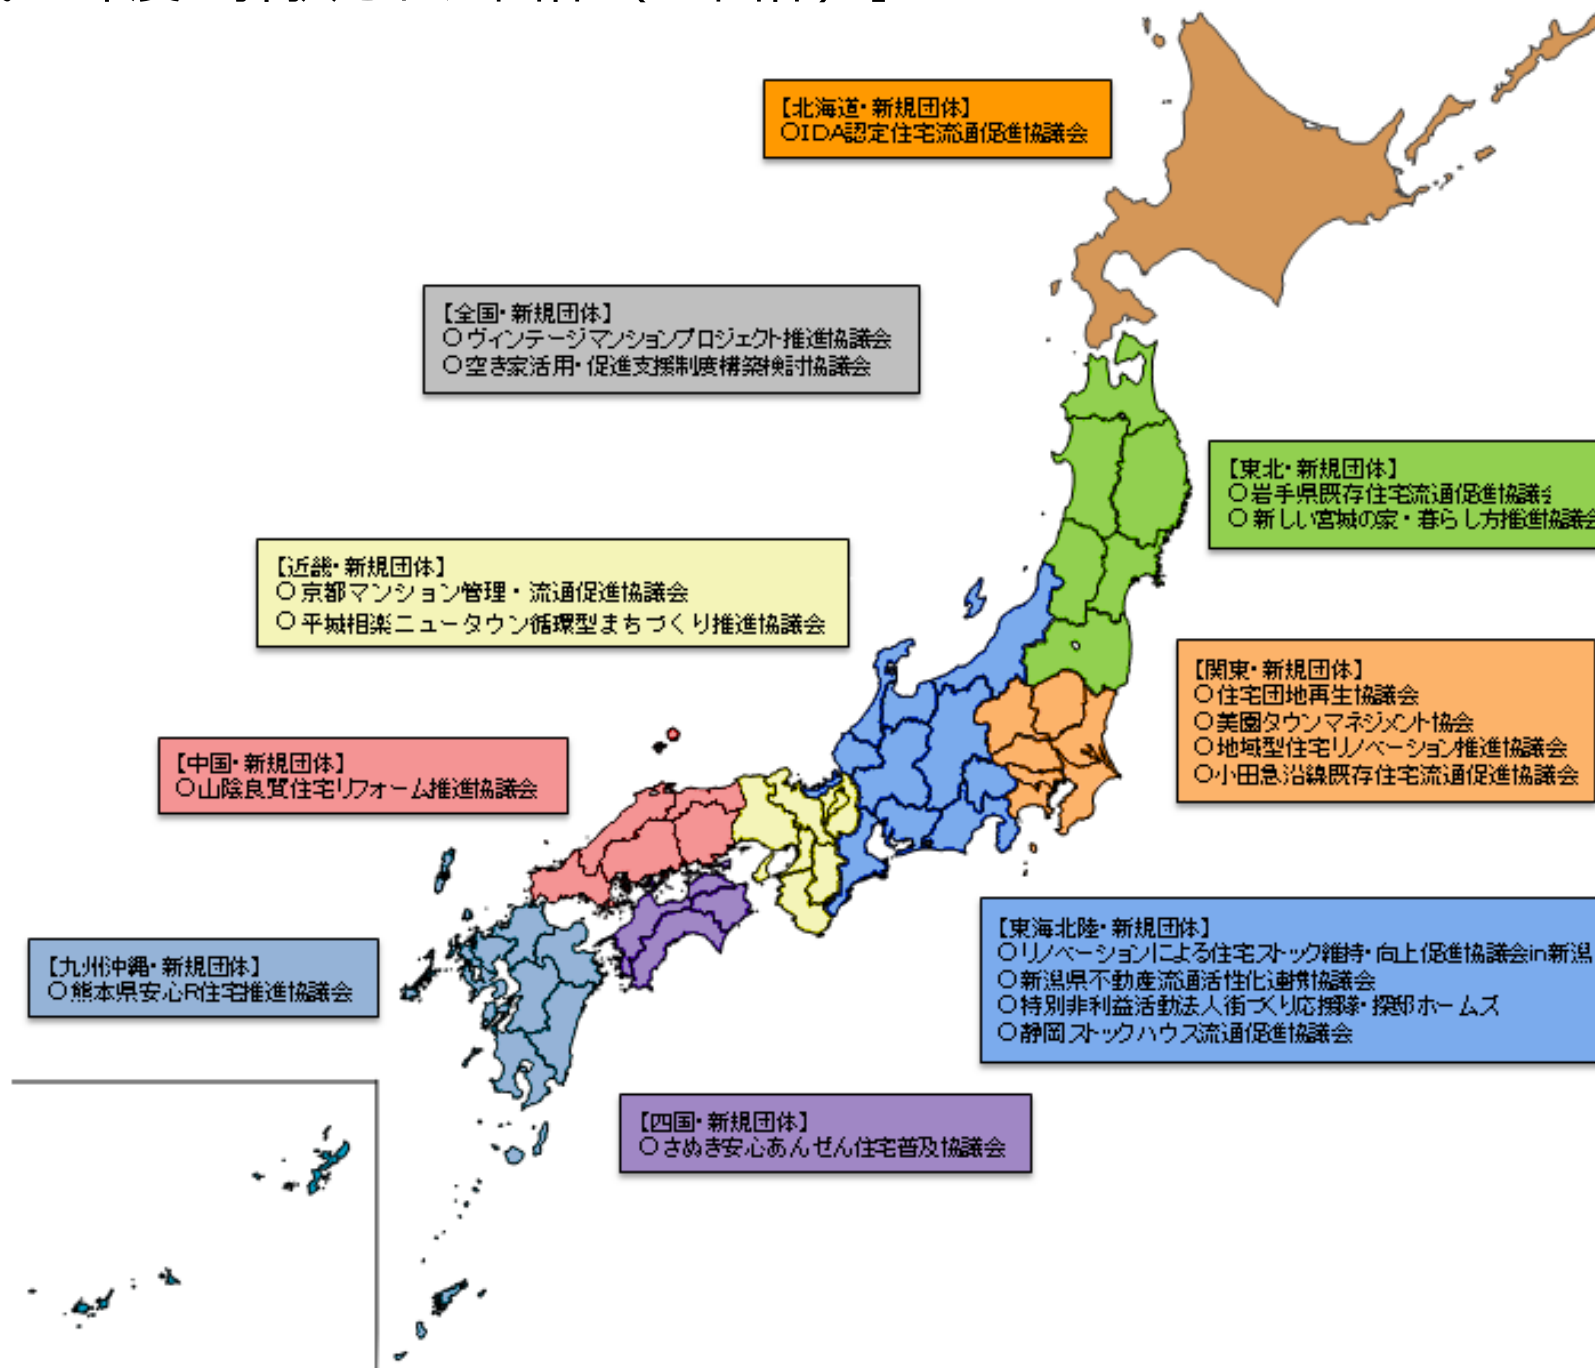 【北海道・新規団体】
〇IDA認定住宅流通促進協議会
【全国・新規団体】
〇ヴィンテージマンションプロジェクト推進協議会
〇空き家活用・促進支援制度構築検討協議会
【東北・新規団体】
〇岩手県既存住宅流通促進協議
〇新しい宮城の家・暮らし方推進協議会
【近畿・新規団体】
〇京都マンション管理・流通促進協議会
〇平城相楽ニュータウン循環型まちづくり推進協議会
【関東・新規団体】
〇住宅団地再生協議会
〇美園タウンマネジメント協会
〇地域型住宅リノベーション推進協議会
〇小田急沿線既存住宅流通促進協議会
【中国・新規団体】
〇山陰良質住宅リフォーム推進協議会
【東海北陸・新規団体】
〇リノベーションによる住宅ストック維持・向上促進協議会in新潟
〇新潟県不動産流通活性化連携協議会
〇特別非利益活動法人街づくり応援隊・探邸ホームズ
〇静岡ストックハウス流通促進協議会
【九州沖縄・新規団体】
〇熊本県安心R住宅推進協議会
【四国・新規団体】
〇さぬき安心あんぜん住宅普及協議会